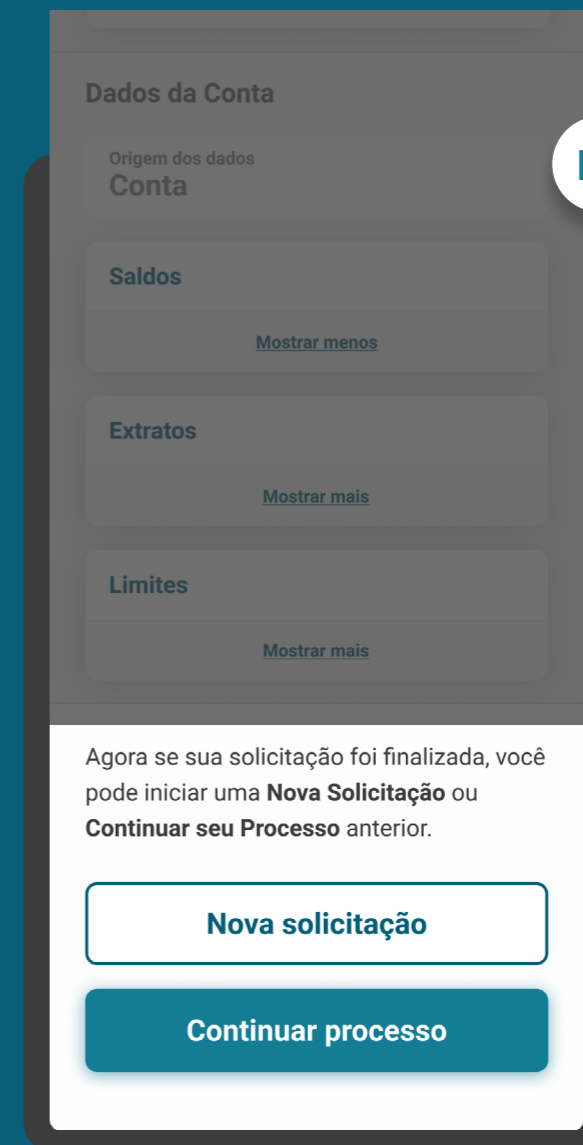 Dados da Conta
Origem dos dados
Conta
Saldos
Mostrar menos
Extratos
Mostrar mais
Limites
Mostrar mais
Agora se sua solicitação foi finalizada, você
pode iniciar uma Nova Solicitação ou
Continuar seu Processo anterior.
Nova solicitação
Continuar processo